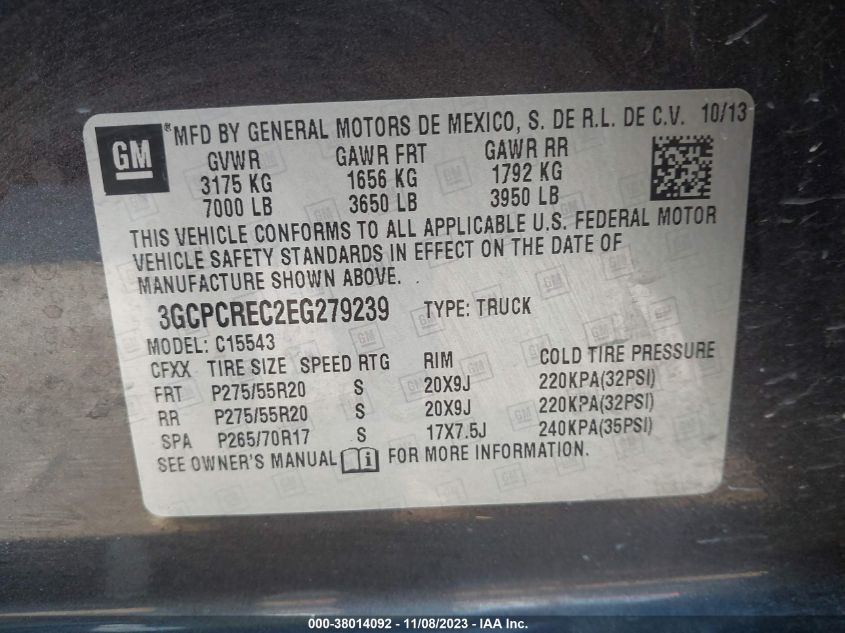 GM ® MFD BY GENERAL MOTORS DE MEXICO, S. DE R.L. DE C.V. 10/13
GVWR GAWR FRT GAWR RR
3175 KG 1656 KG 1792 KG
7000 LB 3650 LB 3950 LB
THIS VEHICLE CONFORMS TO ALL APPLICABLE U.S. FEDERAL MOTOR
VEHICLE SAFETY STANDARDS IN EFFECT ON THE DATE OF
MANUFACTURE SHOWN ABOVE.
3GCPCREC2EG279239 TYPE: TRUCK
MODEL: C15543
CFXX TIRE SIZE SPEED RTG RIM COLD TIRE PRESSURE
FRT P275/55R20 S 20X9J 220KPA(32PSI)
RR P275/55R20 S 20X9J 220KPA(32PSI)
SPA P265/70R17 S 17X7.5J 240KPA(35PSI)
SEE OWNER'S MANUAL i FOR MORE INFORMATION.
000-38014092 - 11/08/2023 - IAA Inc.